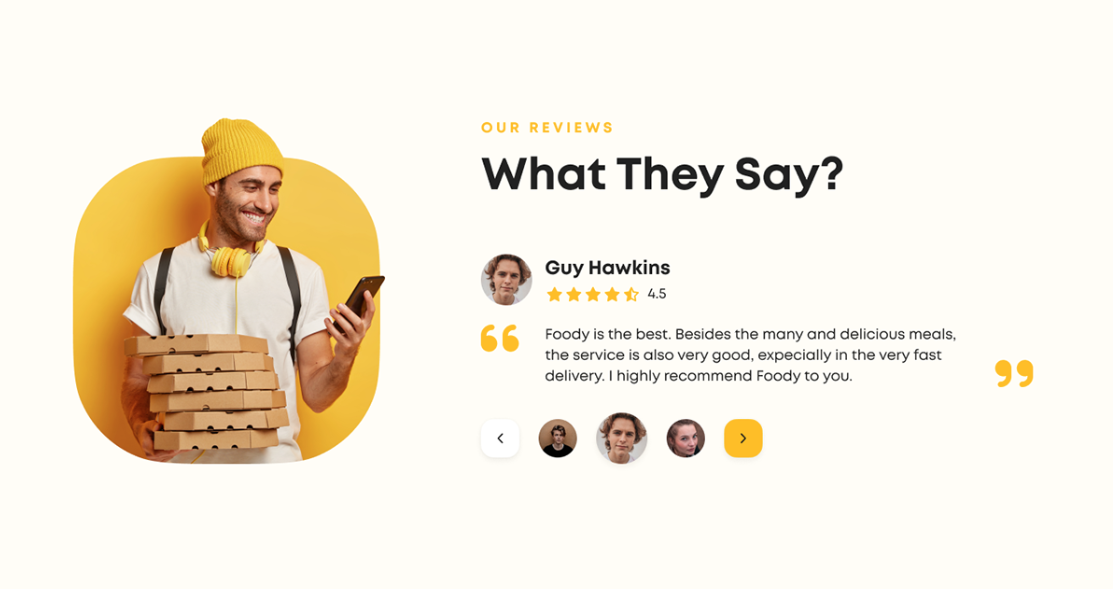 OUR REVIEWS
What They Say?
Guy Hawkins
4.5
Foody is the best. Besides the many and delicious meals,
the service is also very good, expecially in the very fast
delivery. I highly recommend Foody to you.